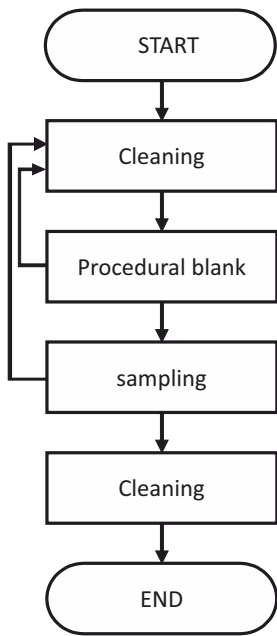 START
Cleaning
Procedural blank
sampling
Cleaning
END